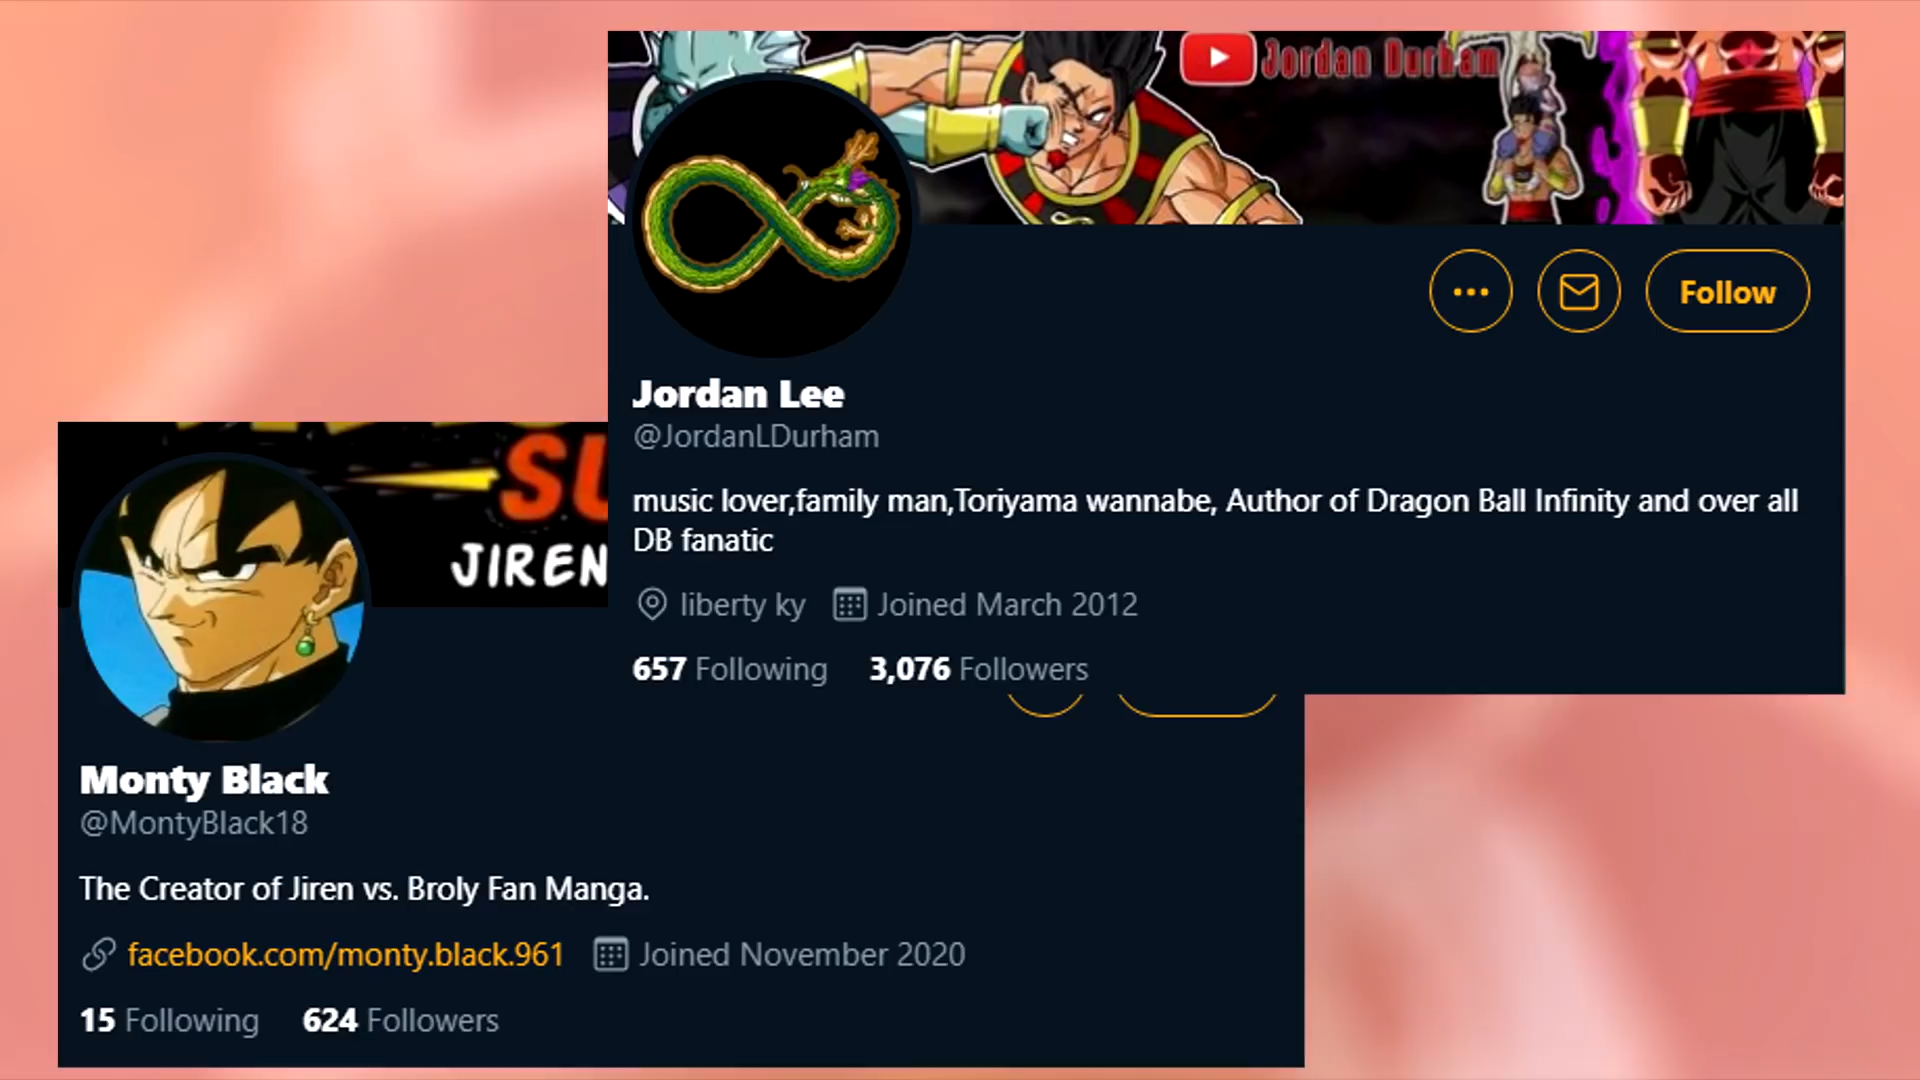 Jordan Durham
Follow
Jordan Lee
@JordanLDurham
music lover,family man,Toriyama wannabe, Author of Dragon Ball Infinity and over all
DB fanatic
liberty ky Joined March 2012
657 Following 3,076 Followers
JIREN
Monty Black
@MontyBlack18
The Creator of Jiren vs. Broly Fan Manga.
facebook.com/monty.black.961 Joined November 2020
15 Following 624 Followers